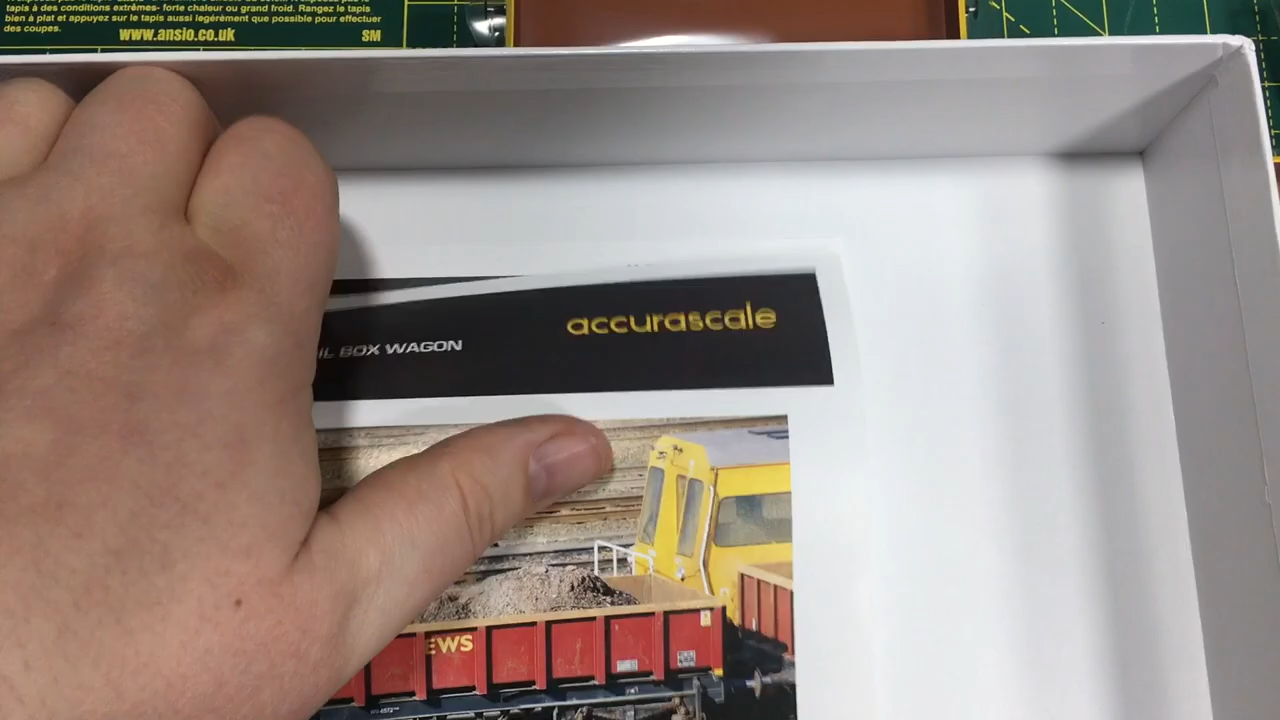 tapis à des conditions extrêmes- forte chaleur ou grand froid. Rangez le tapis
bien à plat et appuyez sur le tapis aussi legérèment que possible pour effectuer
des coupes.
www.ansio.co.uk
SM
accurascale
BOX WAGON
EWS